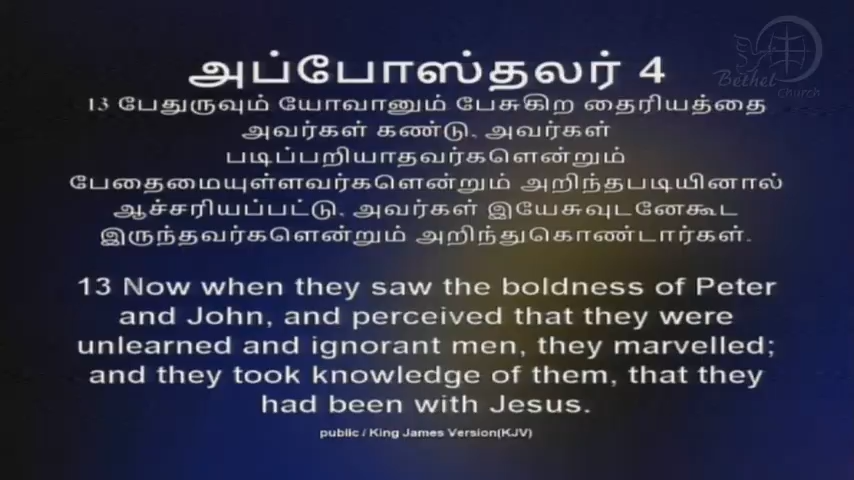 Bethel
Church
அப்போஸ்தலர் 4
13 பேதுருவும் யோவானும் பேசுகிற தைரியத்தை
அவர்கள் கண்டு, அவர்கள்
படிப்பறியாதவர்களென்றும்
பேதைமையுள்ளவர்களென்றும் அறிந்தபடியினால்
ஆச்சரியப்பட்டு, அவர்கள் இயேசுவுடனேகூட
இருந்தவர்களென்றும் அறிந்துகொண்டார்கள்.
13 Now when they saw the boldness of Peter
and John, and perceived that they were
unlearned and ignorant men, they marvelled;
and they took knowledge of them, that they
had been with Jesus.
public / King James Version(KJV)